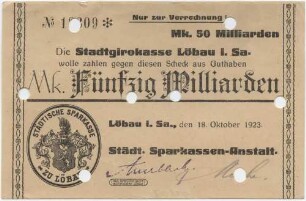 Nur zur Verrechnung
Mk. 50 Milliarden
Die Stadtgirokasse Löbau i. Sa.
wolle zahlen gegen diesen Scheck aus Guthaben
Mk. Fünfzig Milliarden
Löbau i. Sa., den 18. Oktober 1923
Städt. Sparkassen-Anstalt.
STÄDTISCHE SPARKASSE
ZU LÖBAU